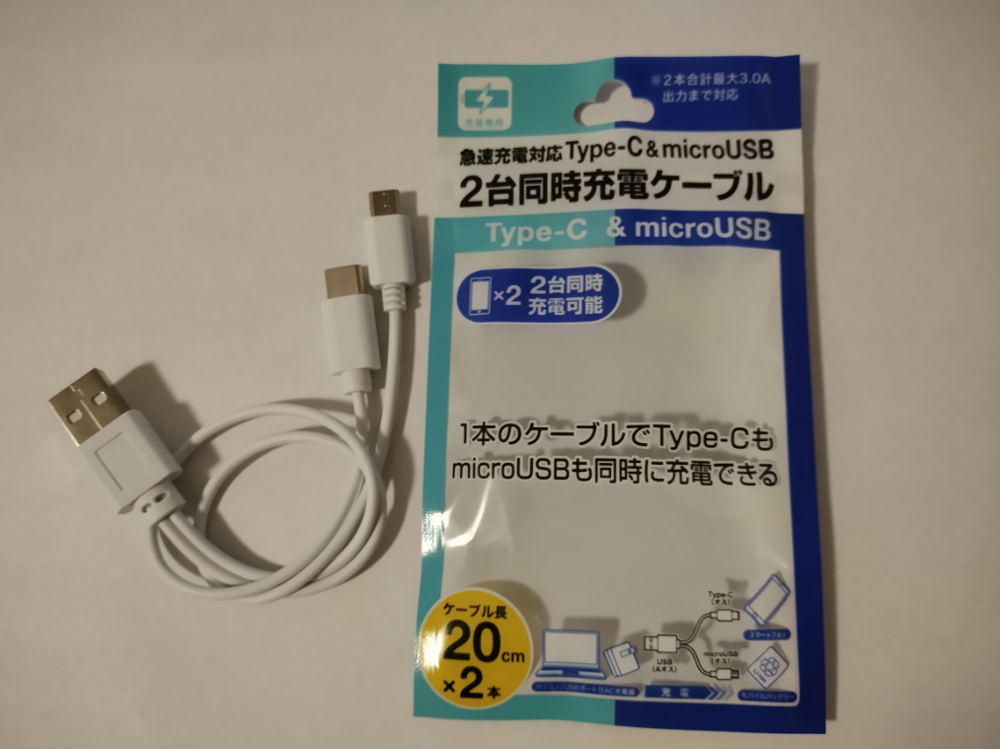 充電専用
※2本合計最大3.0A
出力まで対応
急速充電対応Type-C&microUSB
2台同時充電ケーブル
Type-C & microUSB
×2 2台同時
充電可能
1本のケーブルでType-Cも
microUSBも同時に充電できる
ケーブル長
20cm
×2本
Type-C
(オス)
スマートフォン
USB
(Aオス)
microUSB
(オス)
パソコン/USBポート付AC充電器
充電
モバイルバッテリー